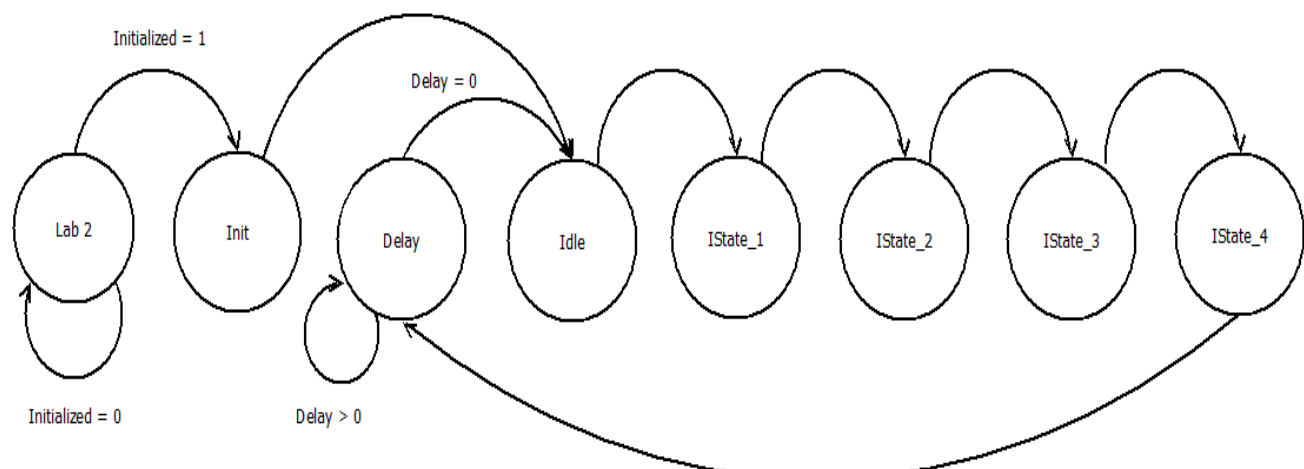 Initialized = 1
Delay = 0
Lab 2
Init
Delay
Idle
IState_1
IState_2
IState_3
IState_4
Initialized = 0
Delay > 0